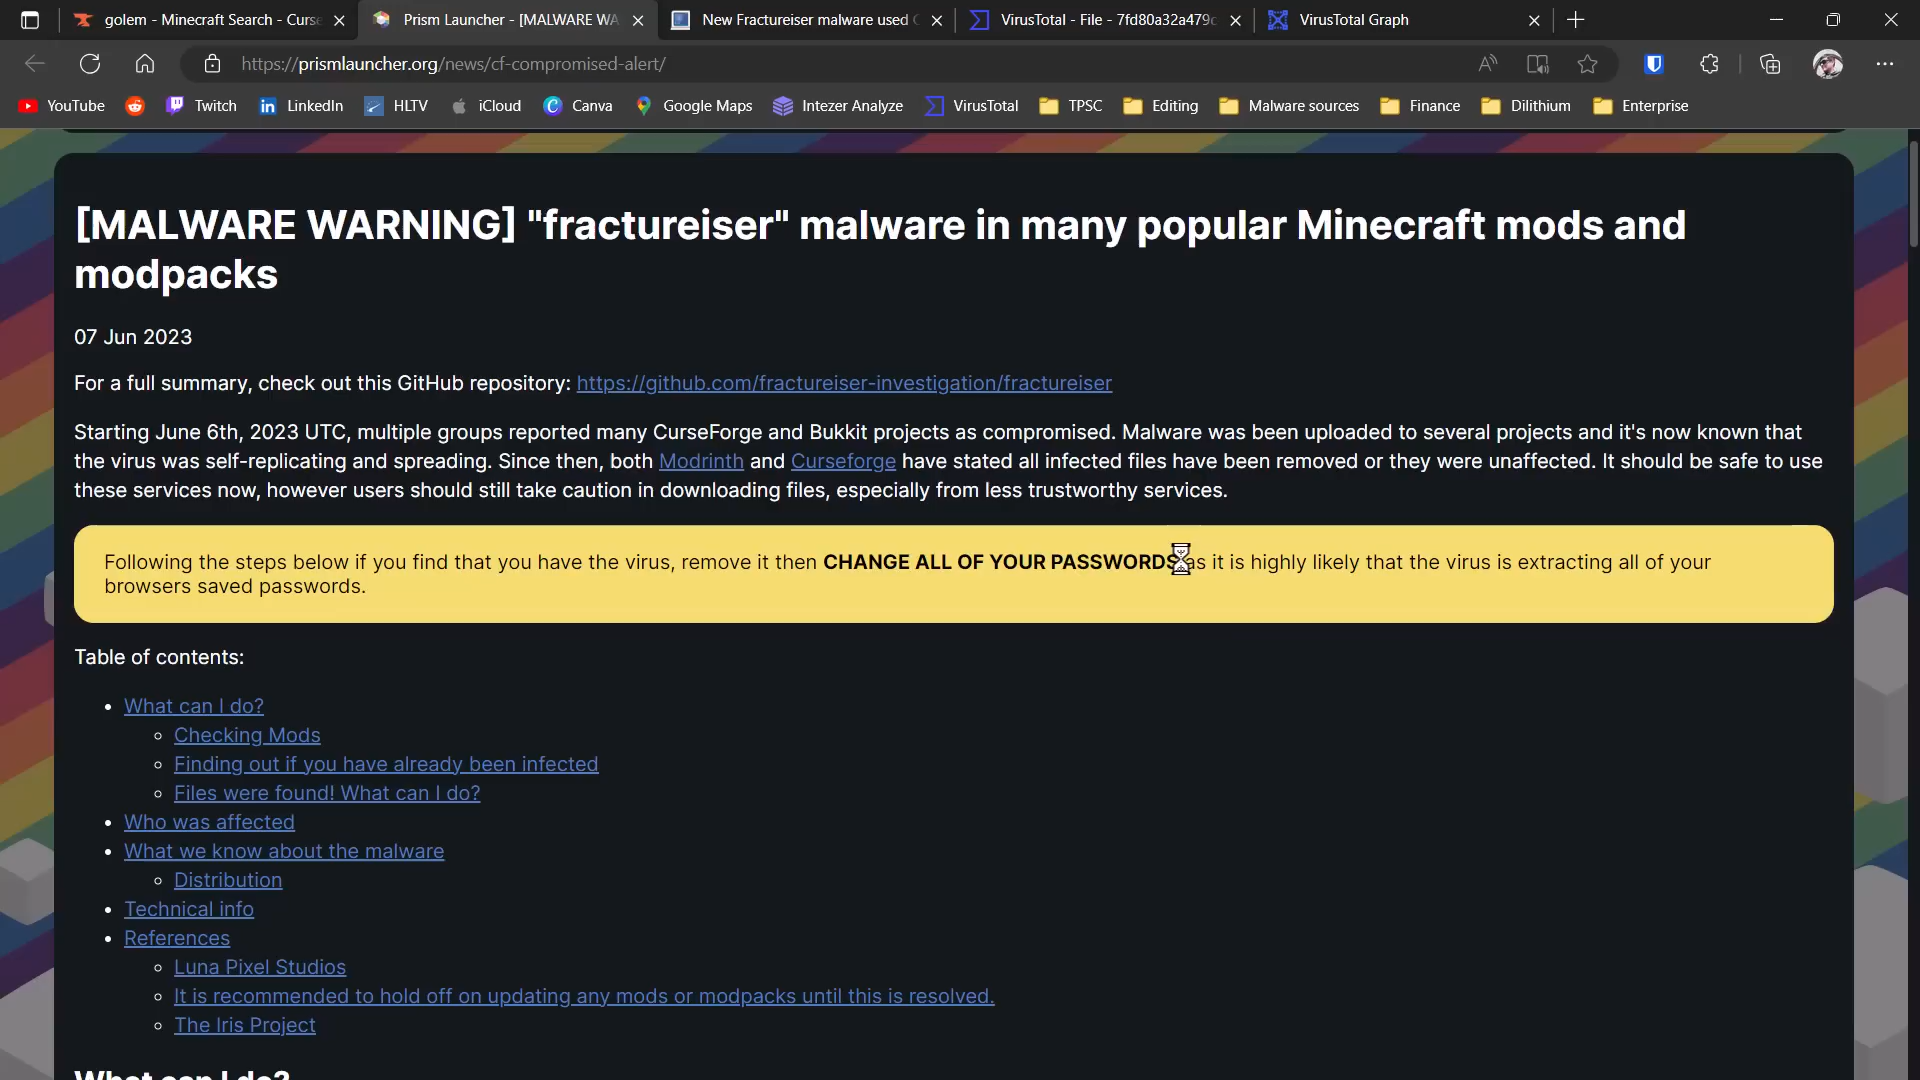 golem - Minecraft Search - Curse
Prism Launcher - [MALWARE WA
New Fractureiser malware used C
VirusTotal - File - 7fd80a32a479c
VirusTotal Graph
https://prismlauncher.org/news/cf-compromised-alert/
YouTube
Twitch
LinkedIn
HLTV
iCloud
Canva
Google Maps
Intezer Analyze
VirusTotal
TPSC
Editing
Malware sources
Finance
Dilithium
Enterprise
[MALWARE WARNING] "fractureiser" malware in many popular Minecraft mods and
modpacks
07 Jun 2023
For a full summary, check out this GitHub repository: https://github.com/fractureiser-investigation/fractureiser
Starting June 6th, 2023 UTC, multiple groups reported many CurseForge and Bukkit projects as compromised. Malware was been uploaded to several projects and it's now known that
the virus was self-replicating and spreading. Since then, both Modrinth and Curseforge have stated all infected files have been removed or they were unaffected. It should be safe to use
these services now, however users should still take caution in downloading files, especially from less trustworthy services.
Following the steps below if you find that you have the virus, remove it then CHANGE ALL OF YOUR PASSWORDS as it is highly likely that the virus is extracting all of your
browsers saved passwords.
Table of contents:
• What can I do?
◦ Checking Mods
◦ Finding out if you have already been infected
◦ Files were found! What can I do?
• Who was affected
• What we know about the malware
◦ Distribution
• Technical info
• References
◦ Luna Pixel Studios
◦ It is recommended to hold off on updating any mods or modpacks until this is resolved.
◦ The Iris Project
What can I do?